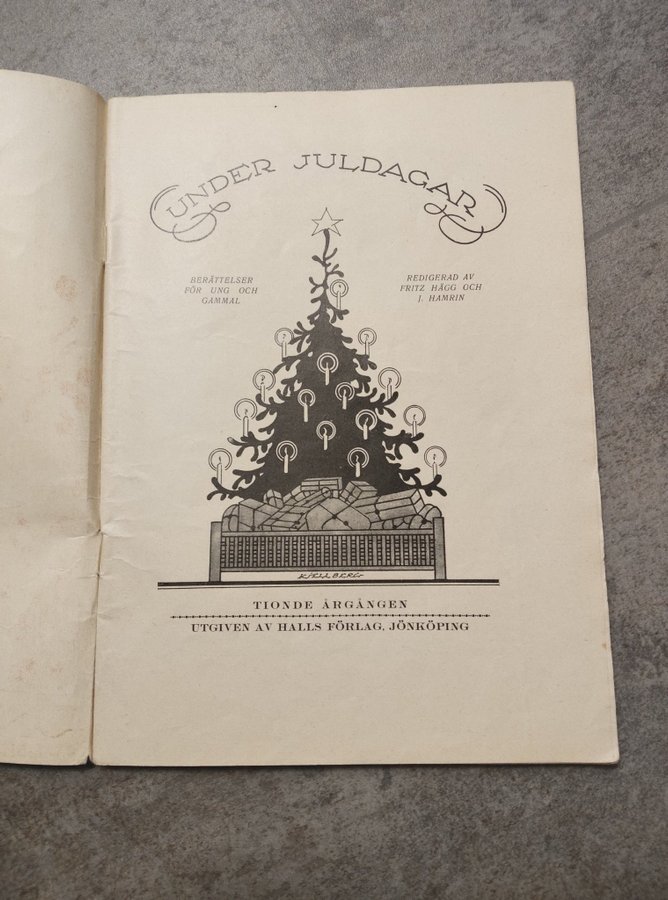 UNDER JULDAGAR
BERÄTTELSER
FÖR UNG OCH
GAMMAL
REDIGERAD AV
FRITZ HÄGG OCH
J. HAMRIN
KJELLBERG
TIONDE ÅRGÅNGEN
UTGIVEN AV HALLS FÖRLAG, JÖNKÖPING